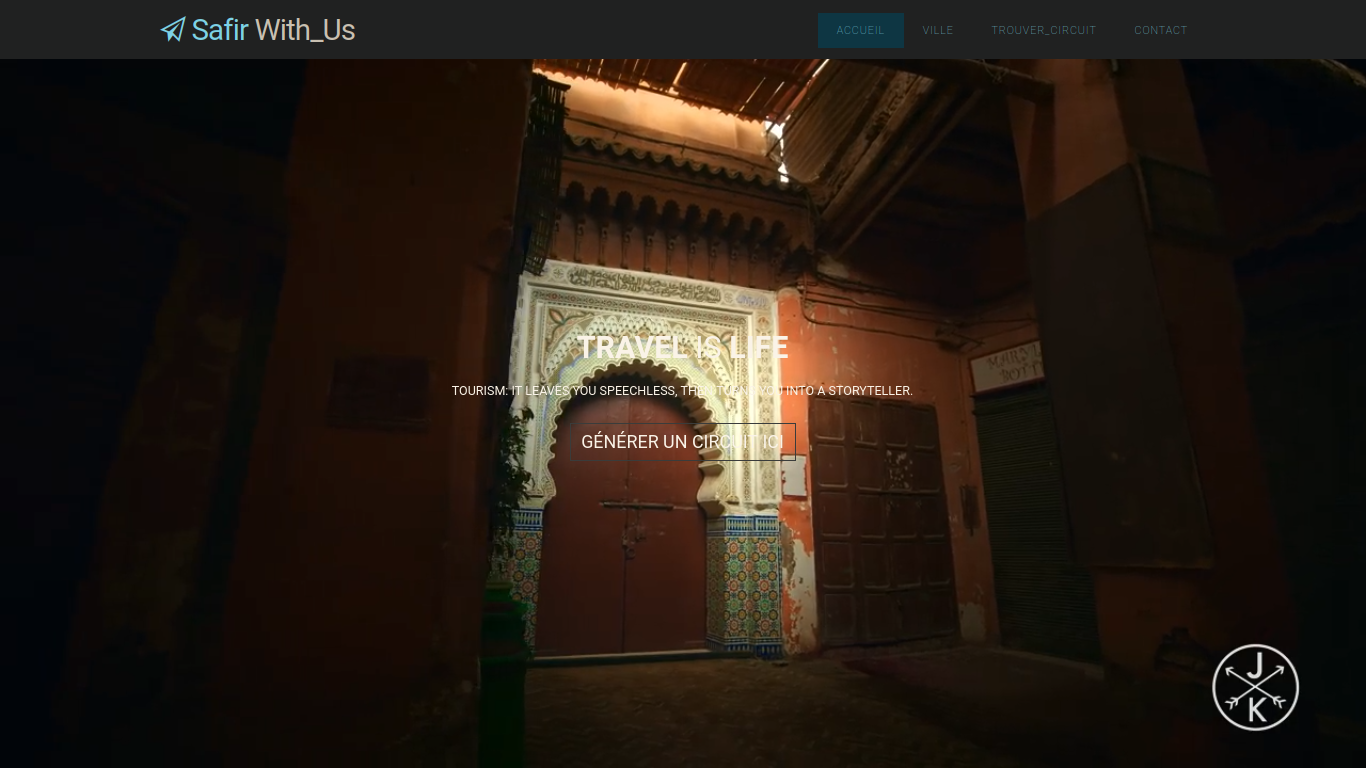 Safir With_Us
ACCUEIL
VILLE
TROUVER_CIRCUIT
CONTACT
TRAVEL IS LIFE
TOURISM: IT LEAVES YOU SPEECHLESS, THEN TURNS YOU INTO A STORYTELLER.
GÉNÉRER UN CIRCUIT ICI
J
K